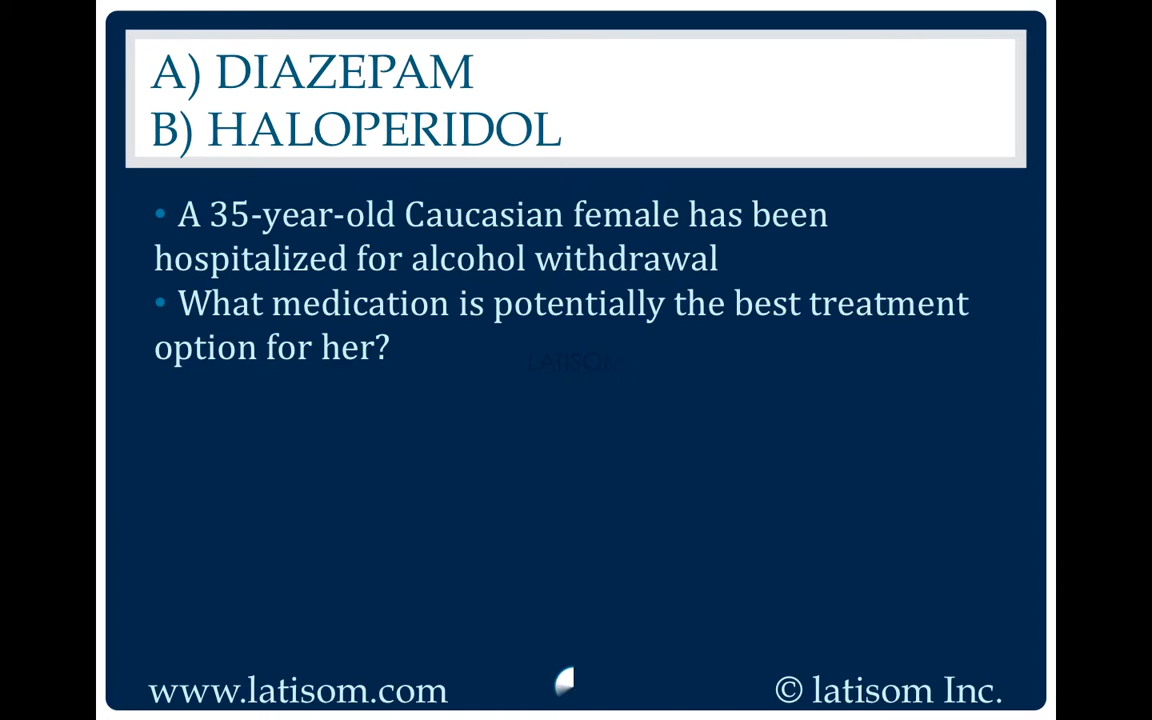 A) DIAZEPAM
B) HALOPERIDOL
• A 35-year-old Caucasian female has been
hospitalized for alcohol withdrawal
• What medication is potentially the best treatment
option for her?
LATISOM
www.latisom.com
© latisom Inc.